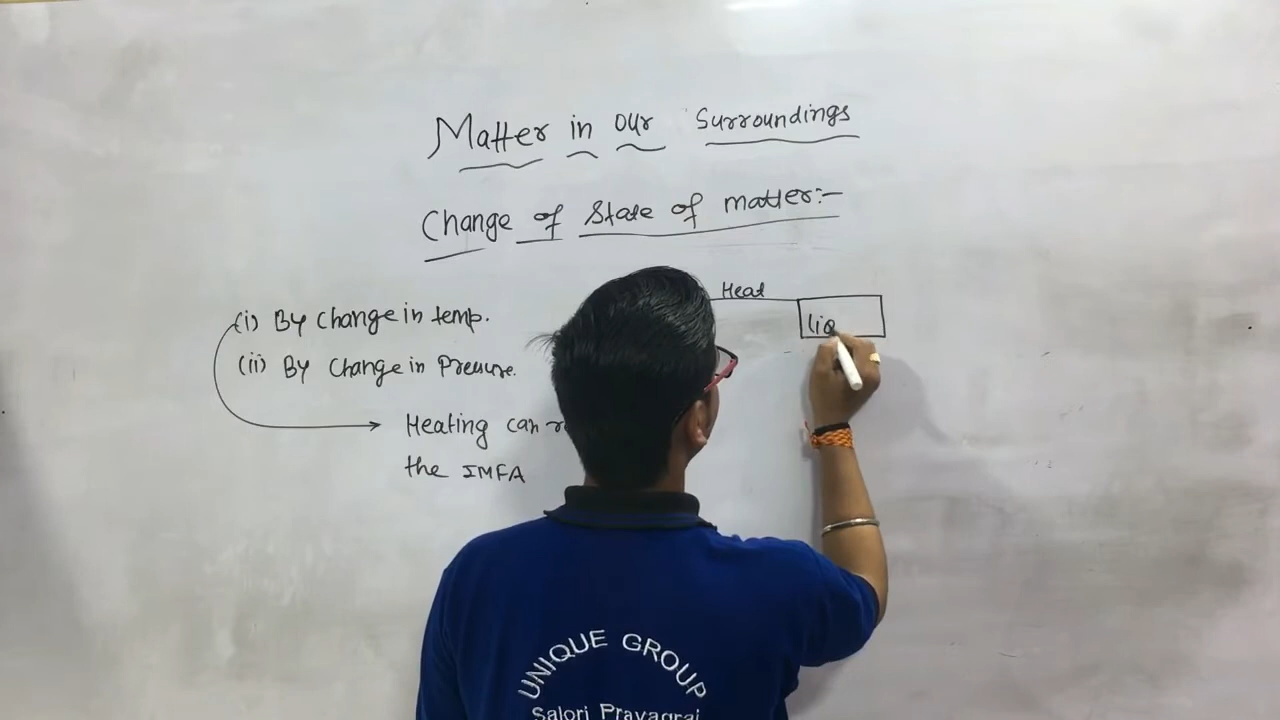 Matter in our Surroundings
Change of State of matter:-
Heat
(i) By Change in temp.
liq
(ii) By Change in Pressure.
Heating can
the IMFA
UNIQUE GROUP
Salori Prayagraj